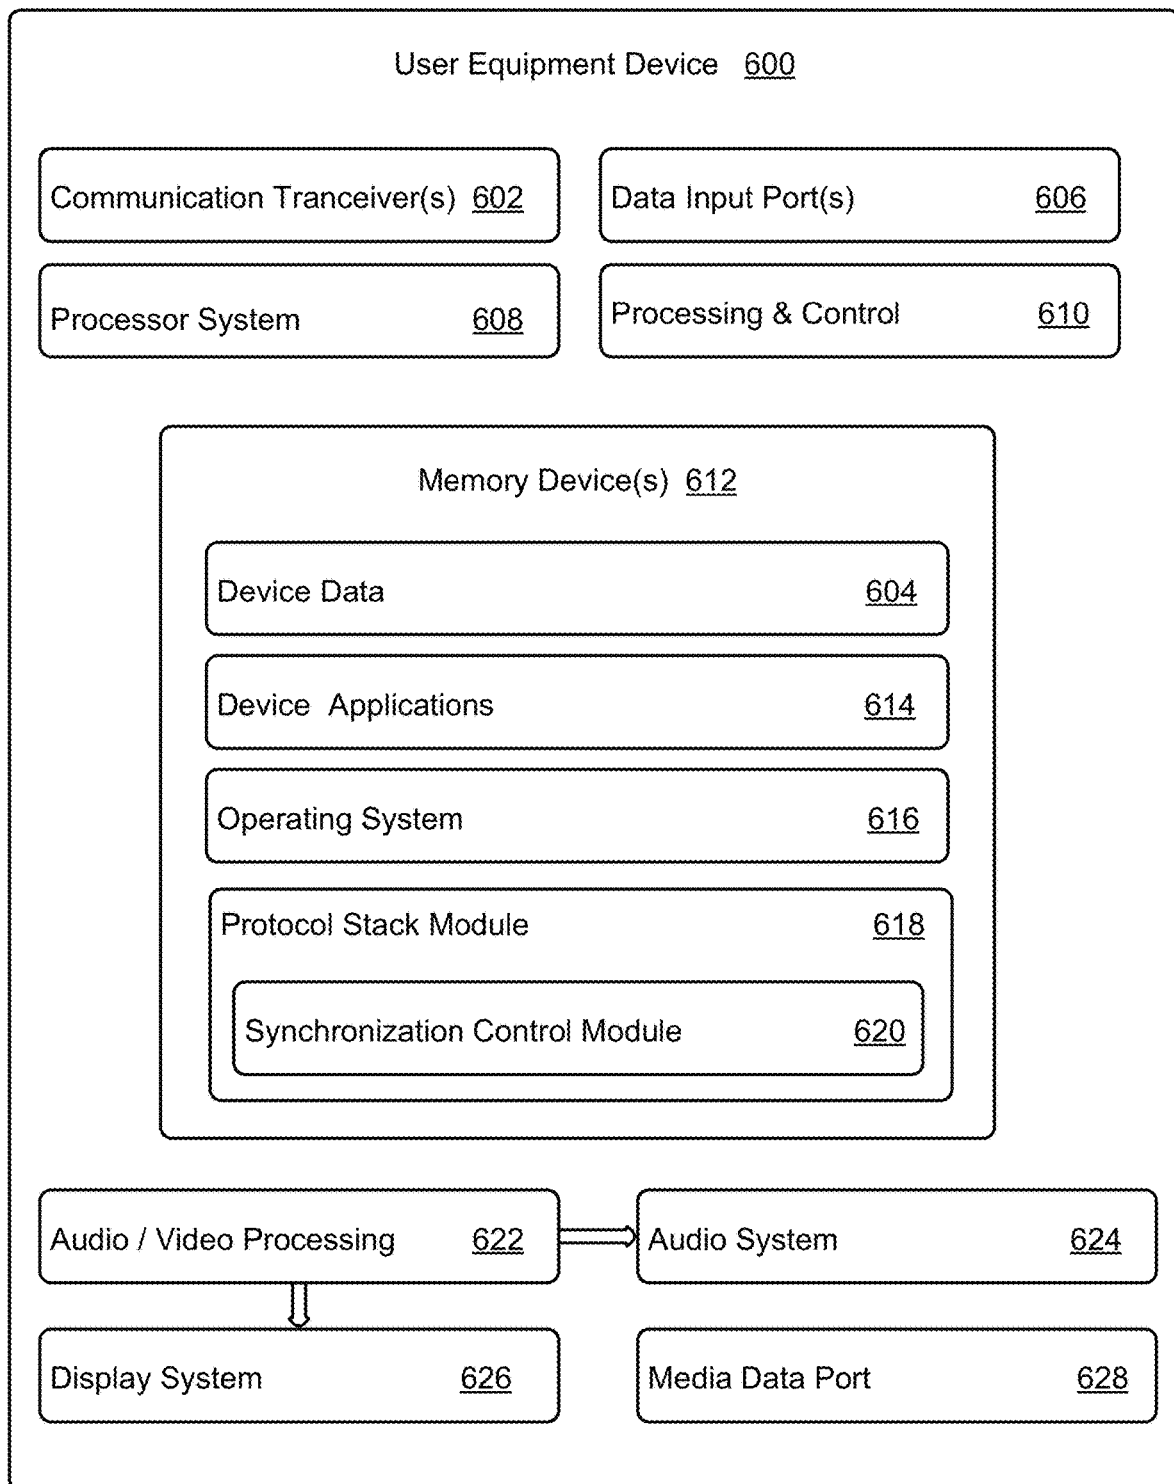 User Equipment Device 600
Communication Tranceiver(s) 602
Data Input Port(s) 606
Processor System 608
Processing & Control 610
Memory Device(s) 612
Device Data 604
Device Applications 614
Operating System 616
Protocol Stack Module 618
Synchronization Control Module 620
Audio / Video Processing 622
Audio System 624
Display System 626
Media Data Port 628